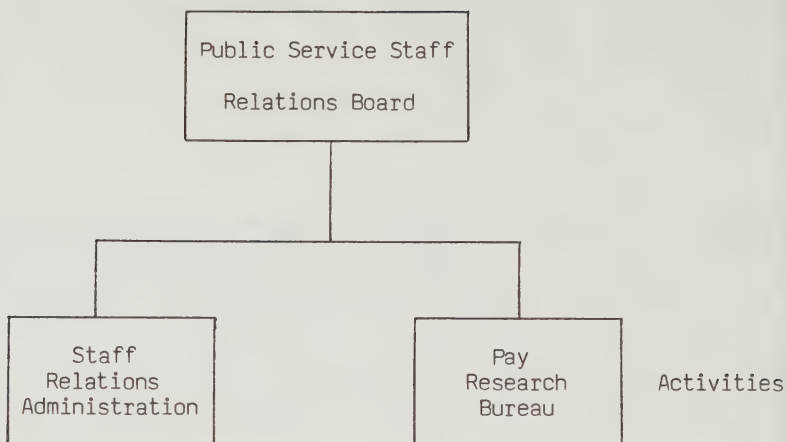 Public Service Staff
Relations Board
Staff
Relations
Administration
Pay
Research
Bureau
Activities